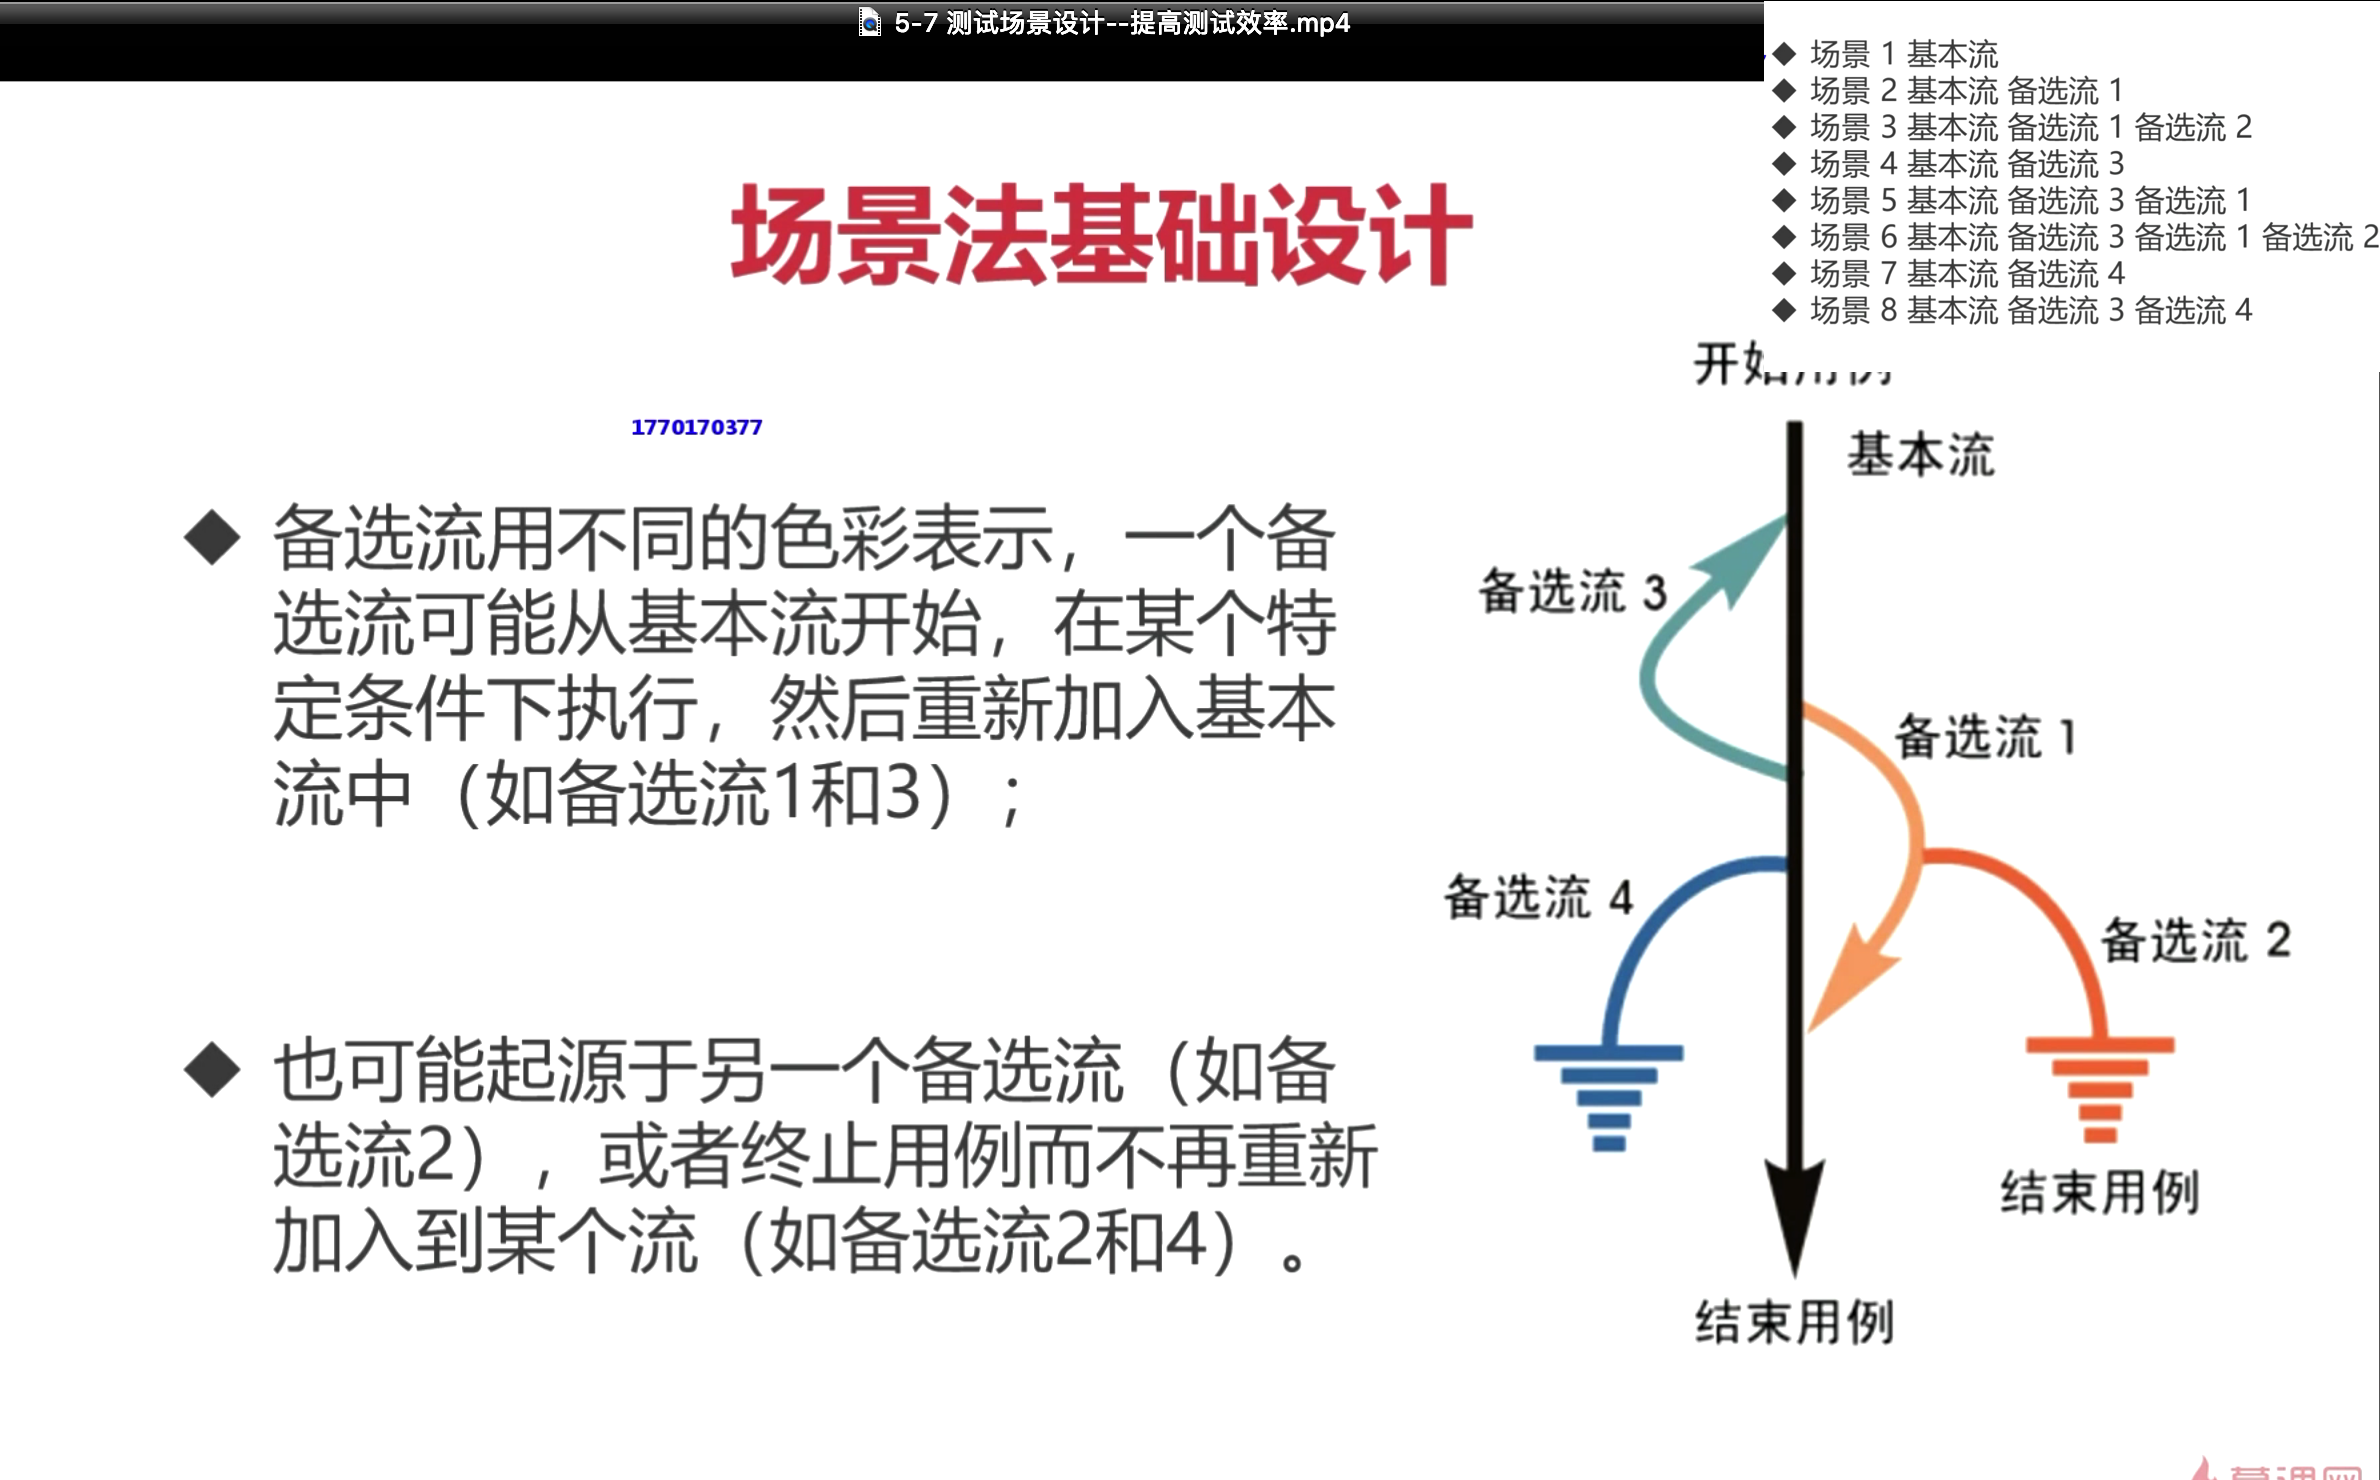 5-7 测试场景设计--提高测试效率.mp4
◆ 场景 1 基本流
◆ 场景 2 基本流 备选流 1
◆ 场景 3 基本流 备选流 1 备选流 2
◆ 场景 4 基本流 备选流 3
◆ 场景 5 基本流 备选流 3 备选流 1
◆ 场景 6 基本流 备选流 3 备选流 1 备选流 2
◆ 场景 7 基本流 备选流 4
◆ 场景 8 基本流 备选流 3 备选流 4
场景法基础设计
1770170377
◆ 备选流用不同的色彩表示，一个备
选流可能从基本流开始，在某个特
定条件下执行，然后重新加入基本
流中（如备选流1和3）；
◆ 也可能起源于另一个备选流（如备
选流2），或者终止用例而不再重新
加入到某个流（如备选流2和4）。
开始用例
基本流
备选流 3
备选流 1
备选流 4
备选流 2
结束用例
结束用例
慕课网